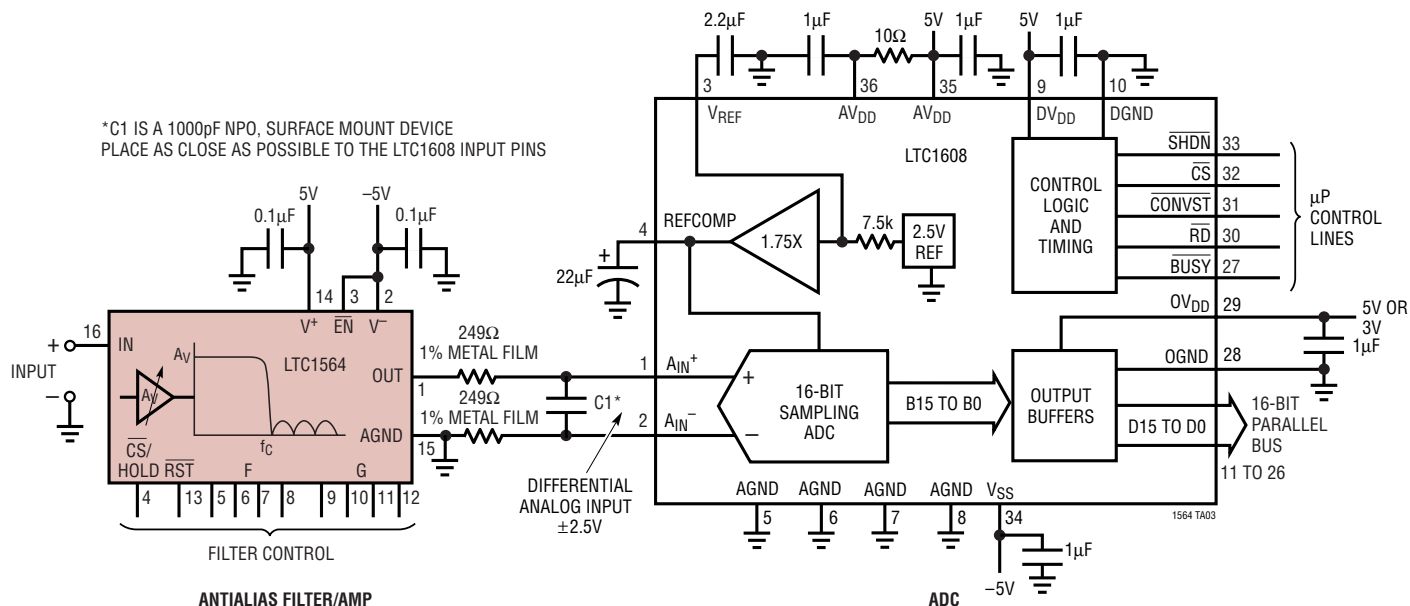 2.2µF
1µF
10Ω
5V
1µF
5V
1µF
3
36
35
9
10
VREF
AVDD
AVDD
DVDD
DGND
*C1 IS A 1000pF NPO, SURFACE MOUNT DEVICE
PLACE AS CLOSE AS POSSIBLE TO THE LTC1608 INPUT PINS
LTC1608
SHDN 33
CS 32
CONVST 31
RD 30
BUSY 27
CONTROL
LOGIC
AND
TIMING
µP
CONTROL
LINES
5V
–5V
0.1µF
0.1µF
4
REFCOMP
1.75X
7.5k
2.5V
REF
+
22µF
14
3
2
V+
EN
V–
OVDD
29
5V OR
3V
1µF
OGND
28
+
16
IN
INPUT
–
LTC1564
AV
AV
fC
OUT
1
AGND
15
CS/
HOLD
RST
F
G
4
13
5
6
7
8
9
10
11
12
FILTER CONTROL
249Ω
1% METAL FILM
249Ω
1% METAL FILM
C1*
1
AIN+
2
AIN–
+
–
16-BIT
SAMPLING
ADC
B15 TO B0
OUTPUT
BUFFERS
D15 TO D0
16-BIT
PARALLEL
BUS
11 TO 26
DIFFERENTIAL
ANALOG INPUT
±2.5V
AGND
AGND
AGND
AGND
VSS
5
6
7
8
34
1µF
–5V
1564 TA03
ANTIALIAS FILTER/AMP
ADC